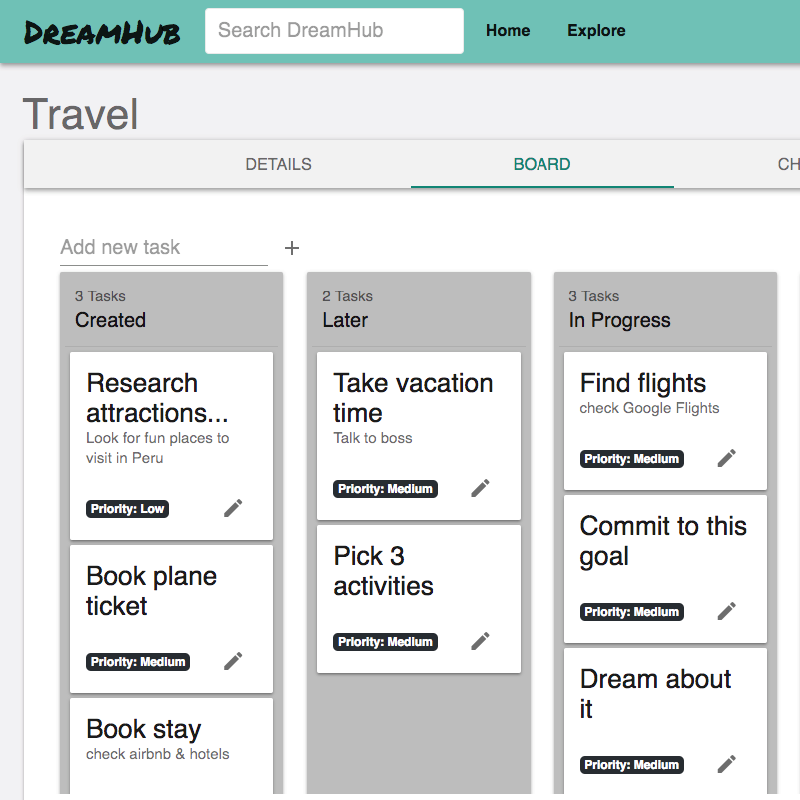 DreamHub
Search DreamHub
Home
Explore
Travel
DETAILS
BOARD
CH
Add new task
3 Tasks
Created
Research
attractions...
Look for fun places to
visit in Peru
Priority: Low
Book plane
ticket
Priority: Medium
Book stay
check airbnb & hotels
2 Tasks
Later
Take vacation
time
Talk to boss
Priority: Medium
Pick 3
activities
Priority: Medium
3 Tasks
In Progress
Find flights
check Google Flights
Priority: Medium
Commit to this
goal
Priority: Medium
Dream about
it
Priority: Medium